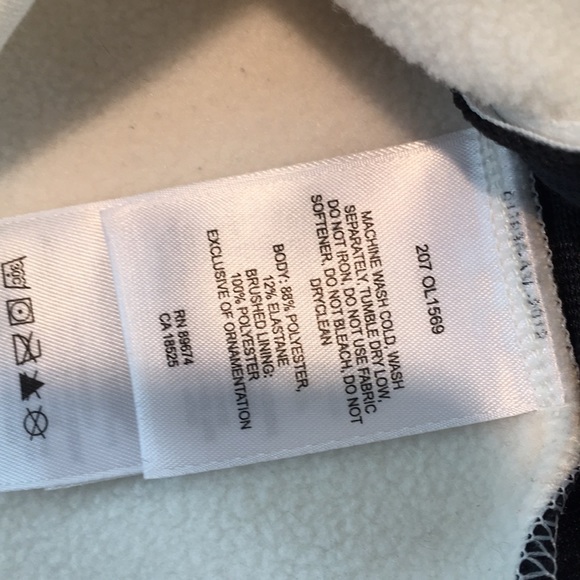 207 OL1569
MACHINE WASH COLD, WASH
SEPARATELY, TUMBLE DRY LOW,
DO NOT IRON, DO NOT USE FABRIC
SOFTENER, DO NOT BLEACH, DO NOT
DRYCLEAN
BODY: 88% POLYESTER,
12% ELASTANE
BRUSHED LINING:
100% POLYESTER
EXCLUSIVE OF ORNAMENTATION
RN 89674
CA 18525